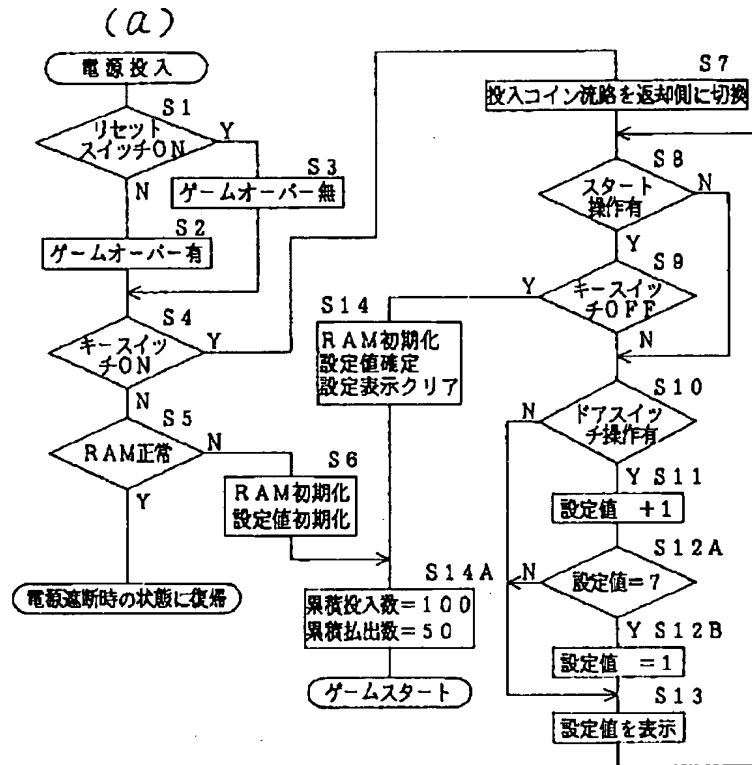 (a)
電源投入
S1
リセット
スイッチON
Y
N
S3
ゲームオーバー無
S2
ゲームオーバー有
S4
キースイッ
チON
Y
N
S5
RAM正常
N
Y
S6
RAM初期化
設定値初期化
電源遮断時の状態に復帰
S14
RAM初期化
設定値確定
設定表示クリア
S14A
累積投入数=100
累積払出数=50
ゲームスタート
S7
投入コイン流路を返却側に切換
S8
スタート
操作有
N
Y
S9
キースイッ
チOFF
Y
N
S10
ドアスイッ
チ操作有
N
Y S11
設定値 +1
S12A
設定値=7
N
Y S12B
設定値 =1
S13
設定値を表示